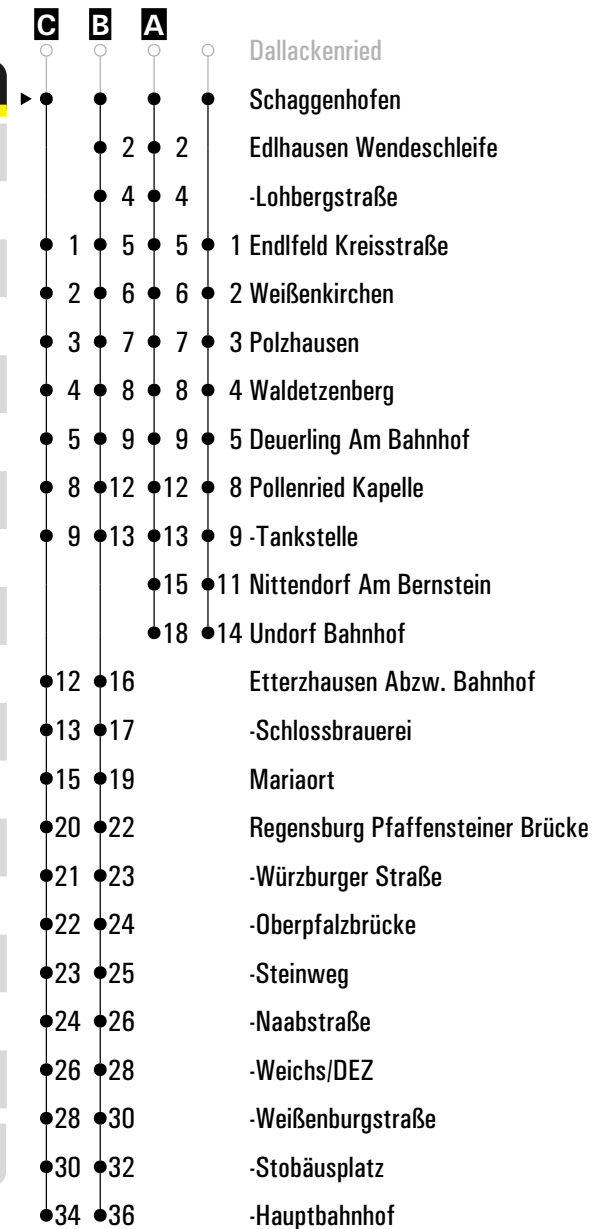 C B A
Dallackenried
Schaggenhofen
2 2 Edlhausen Wendeschleife
4 4 -Lohbergstraße
1 5 5 1 Endlfeld Kreisstraße
2 6 6 2 Weißenkirchen
3 7 7 3 Polzhausen
4 8 8 4 Waldetzenberg
5 9 9 5 Deuerling Am Bahnhof
8 12 12 8 Pollenried Kapelle
9 13 13 9 -Tankstelle
15 11 Nittendorf Am Bernstein
18 14 Undorf Bahnhof
12 16 Etterzhausen Abzw. Bahnhof
13 17 -Schlossbrauerei
15 19 Mariaort
20 22 Regensburg Pfaffensteiner Brücke
21 23 -Würzburger Straße
22 24 -Oberpfalzbrücke
23 25 -Steinweg
24 26 -Naabstraße
26 28 -Weichs/DEZ
28 30 -Weißenburgstraße
30 32 -Stobäusplatz
34 36 -Hauptbahnhof